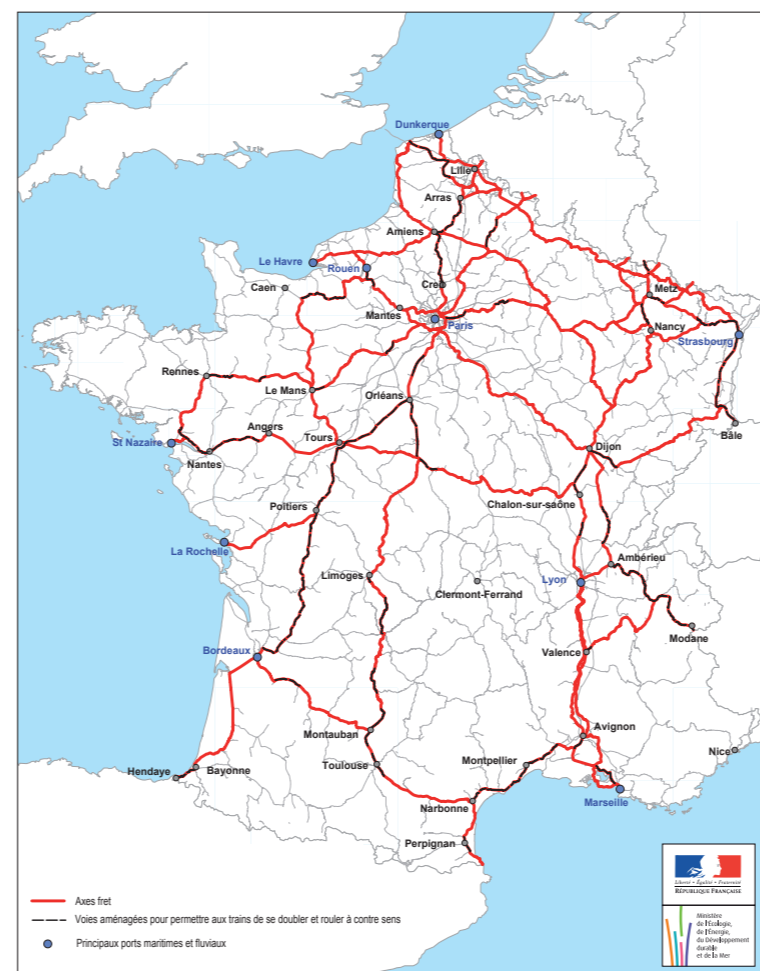 Dunkerque
Lille
Arras
Amiens
Le Havre
Rouen
Caen
Creil
Mantes
Paris
Metz
Nancy
Strasbourg
Rennes
Le Mans
Orléans
Angers
Tours
St Nazaire
Nantes
Bâle
Dijon
Chalon-sur-saône
Poitiers
La Rochelle
Ambérieu
Limoges
Lyon
Clermont-Ferrand
Modane
Bordeaux
Valence
Montauban
Avignon
Nice
Hendaye
Bayonne
Toulouse
Montpellier
Narbonne
Marseille
Perpignan
Axes fret
Voies aménagées pour permettre aux trains de se doubler et rouler à contre sens
Principaux ports maritimes et fluviaux
Liberté • Égalité • Fraternité
RÉPUBLIQUE FRANÇAISE
Ministère
de l'Écologie,
de l'Énergie,
du Développement
durable
et de la Mer